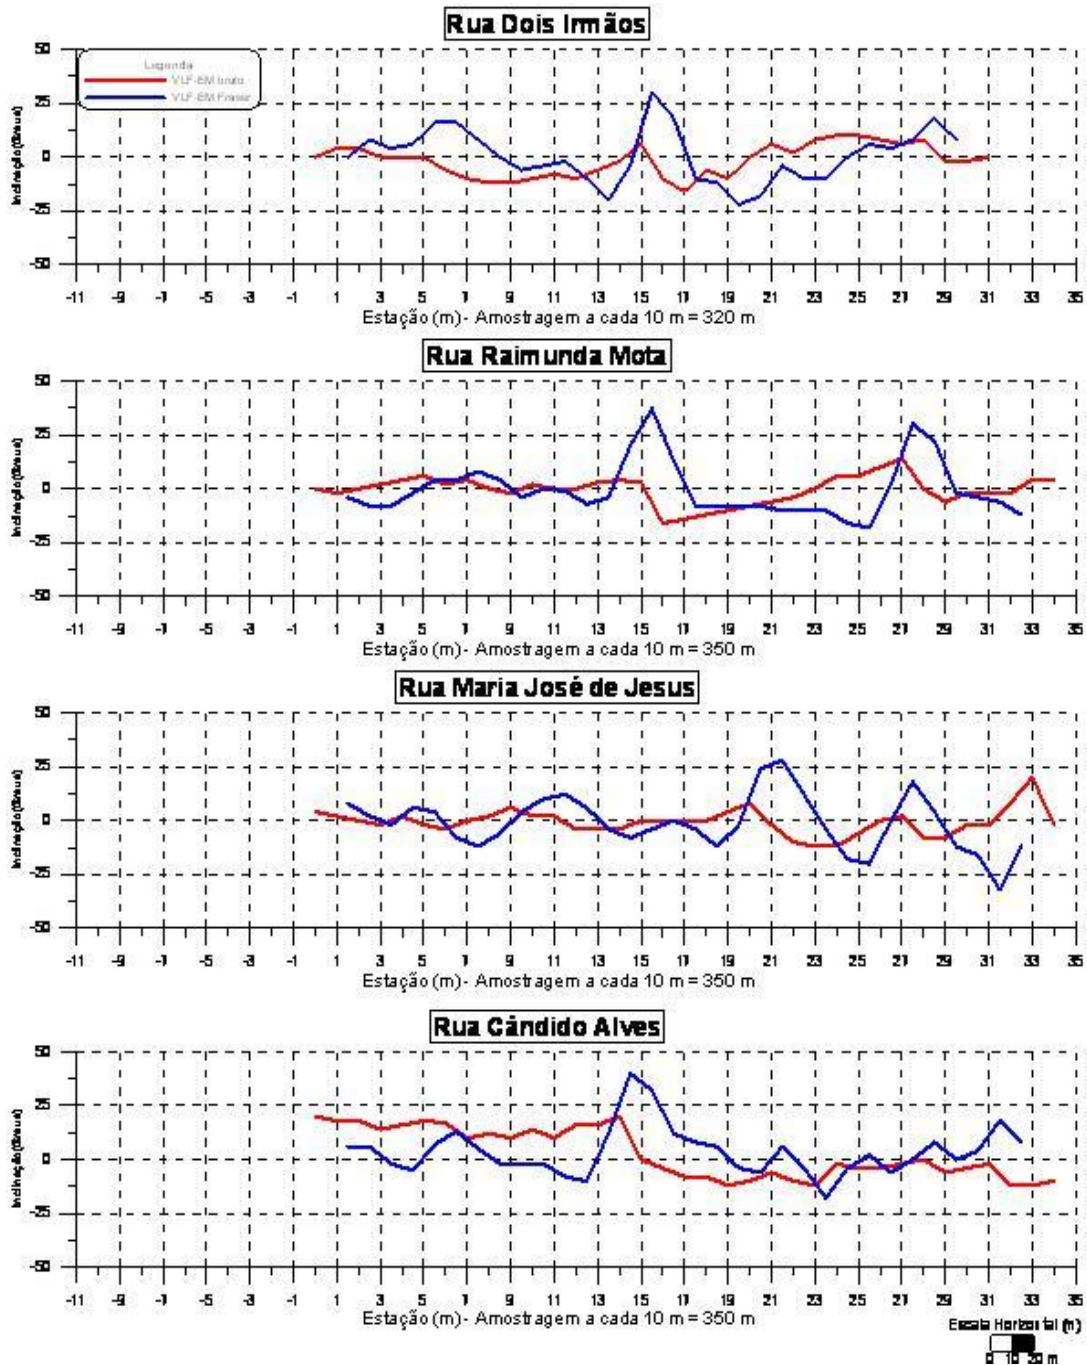 Rua Dois Irmãos
50
25
0
-25
-50
Inclinação (Graus)
Legenda
VLF-EM bruto
VLF-EM Fraser
-11 -9 -7 -5 -3 -1 1 3 5 7 9 11 13 15 17 19 21 23 25 27 29 31 33 35
Estação (m) - Amostragem a cada 10 m = 320 m
Rua Raimunda Mota
50
25
0
-25
-50
Inclinação (Graus)
-11 -9 -7 -5 -3 -1 1 3 5 7 9 11 13 15 17 19 21 23 25 27 29 31 33 35
Estação (m) - Amostragem a cada 10 m = 350 m
Rua Maria José de Jesus
50
25
0
-25
-50
Inclinação (Graus)
-11 -9 -7 -5 -3 -1 1 3 5 7 9 11 13 15 17 19 21 23 25 27 29 31 33 35
Estação (m) - Amostragem a cada 10 m = 350 m
Rua Cândido Alves
50
25
0
-25
-50
Inclinação (Graus)
-11 -9 -7 -5 -3 -1 1 3 5 7 9 11 13 15 17 19 21 23 25 27 29 31 33 35
Estação (m) - Amostragem a cada 10 m = 350 m
Escala Horizontal (m)
0 10 20 m